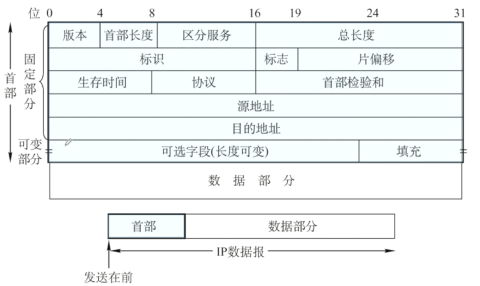 位 0 4 8 16 19 24 31
版本 首部长度 区分服务 总长度
标识 标志 片偏移
生存时间 协议 首部检验和
源地址
目的地址
可选字段(长度可变) 填充
数据部分
首部
固定部分
可变部分
首部 数据部分
IP数据报
发送在前